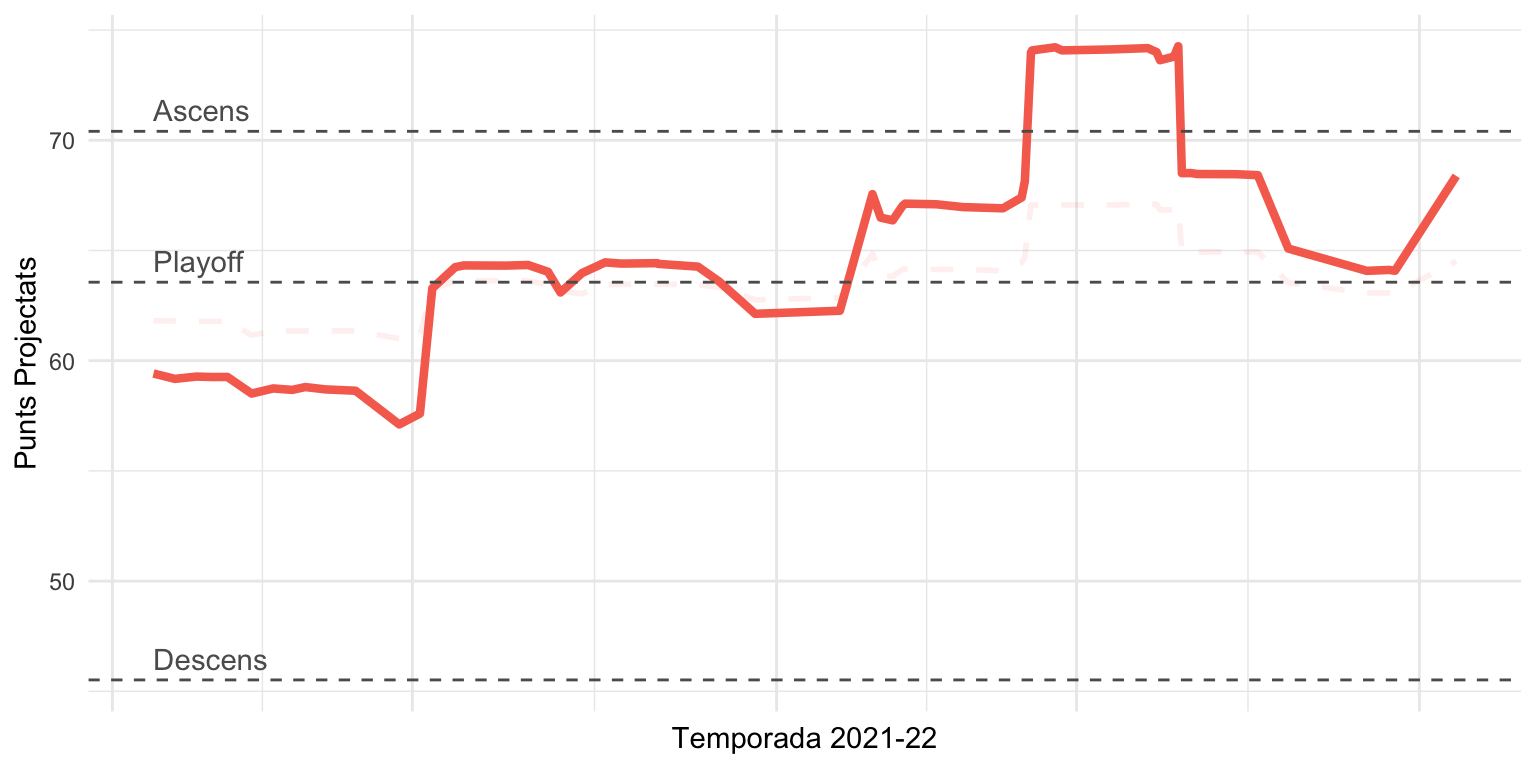 Ascens
70
Playoff
60
50
Descens
Punts Projectats
Temporada 2021-22